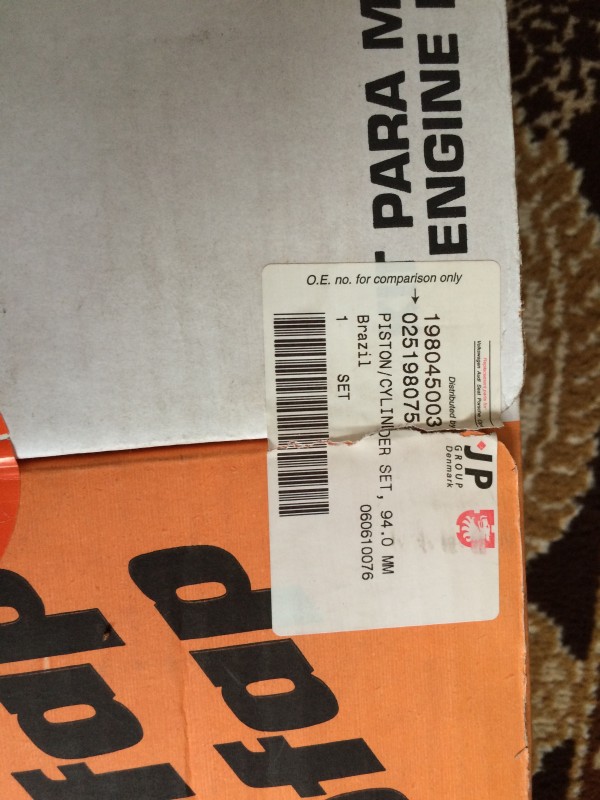 T PARA M
ENGINE
O.E. no. for comparison only
→
JP
GROUP
Denmark
Distributed by
198045003
025198075
PISTON/CYLINDER SET, 94.0 MM
Brazil
060610076
1 SET